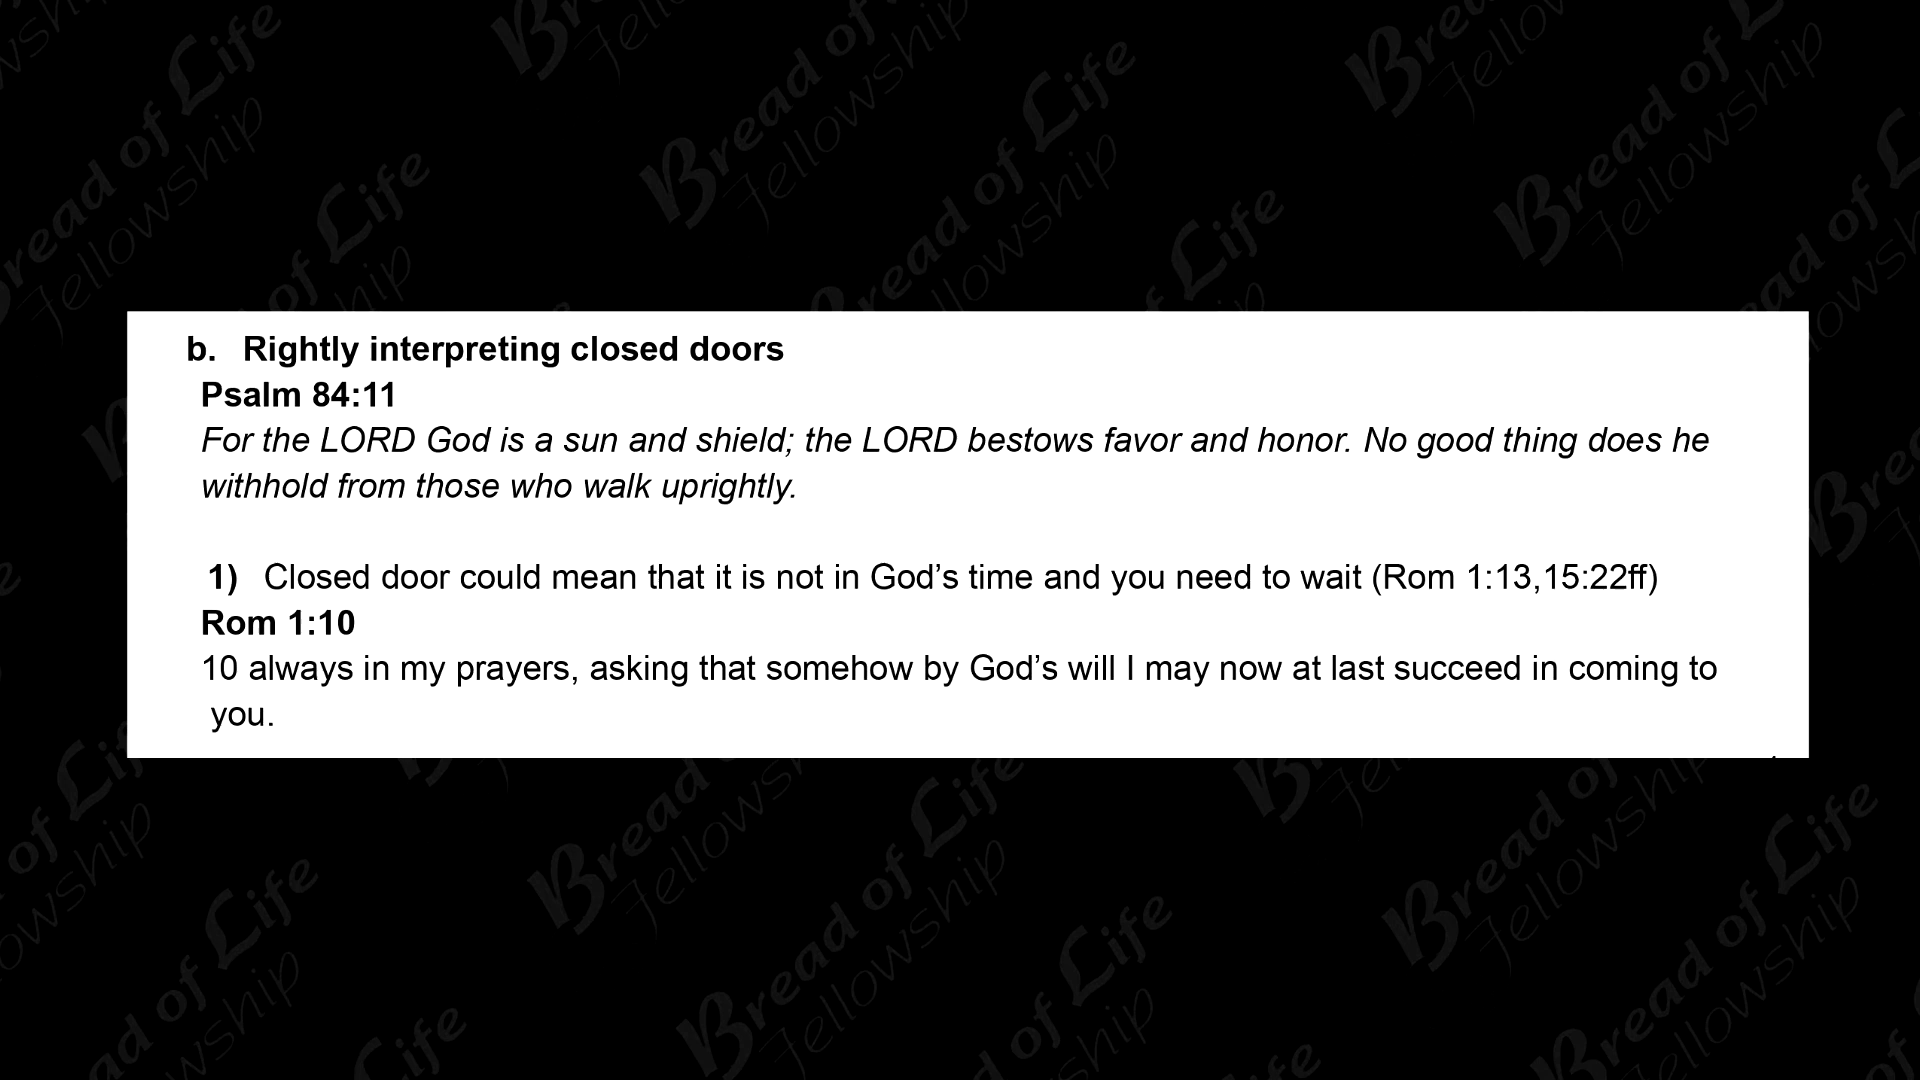 b. Rightly interpreting closed doors
Psalm 84:11
For the LORD God is a sun and shield; the LORD bestows favor and honor. No good thing does he
withhold from those who walk uprightly.
1) Closed door could mean that it is not in God’s time and you need to wait (Rom 1:13,15:22ff)
Rom 1:10
10 always in my prayers, asking that somehow by God’s will I may now at last succeed in coming to
you.
Bread of Life
Fellowship